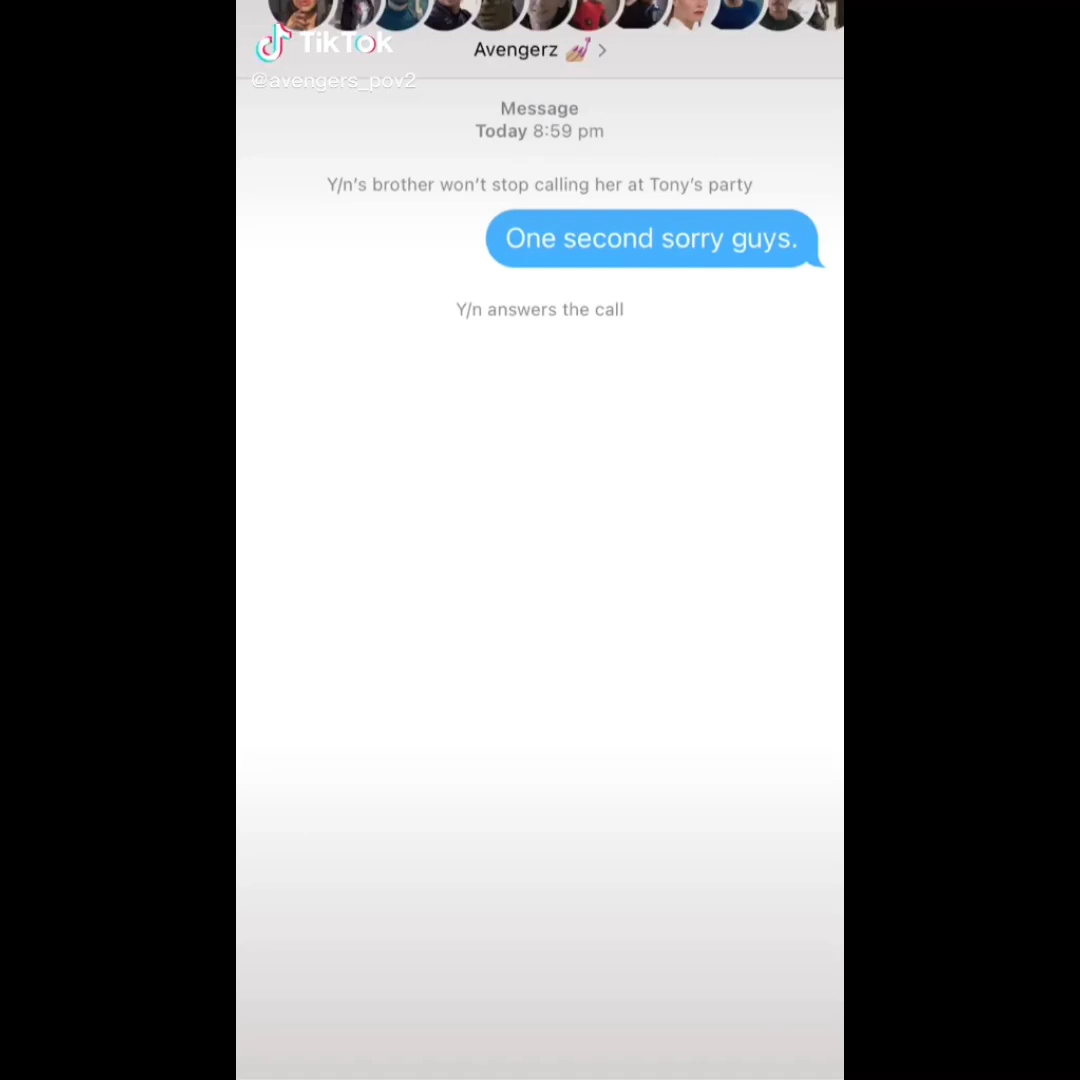 TikTok
@avengers_pov2
Avengerz 💅
Message
Today 8:59 pm
Y/n’s brother won’t stop calling her at Tony’s party
One second sorry guys.
Y/n answers the call